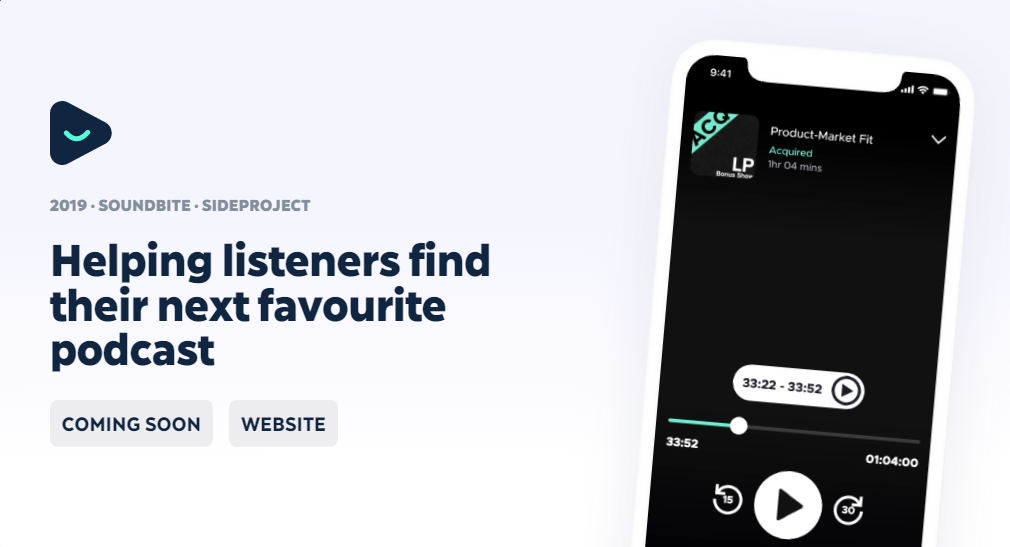 2019 · SOUNDBITE · SIDEPROJECT
Helping listeners find
their next favourite
podcast
COMING SOON
WEBSITE
9:41
ACQ
LP
Bonus Show
Product-Market Fit
Acquired
1hr 04 mins
33:22 - 33:52
33:52
01:04:00
15
30